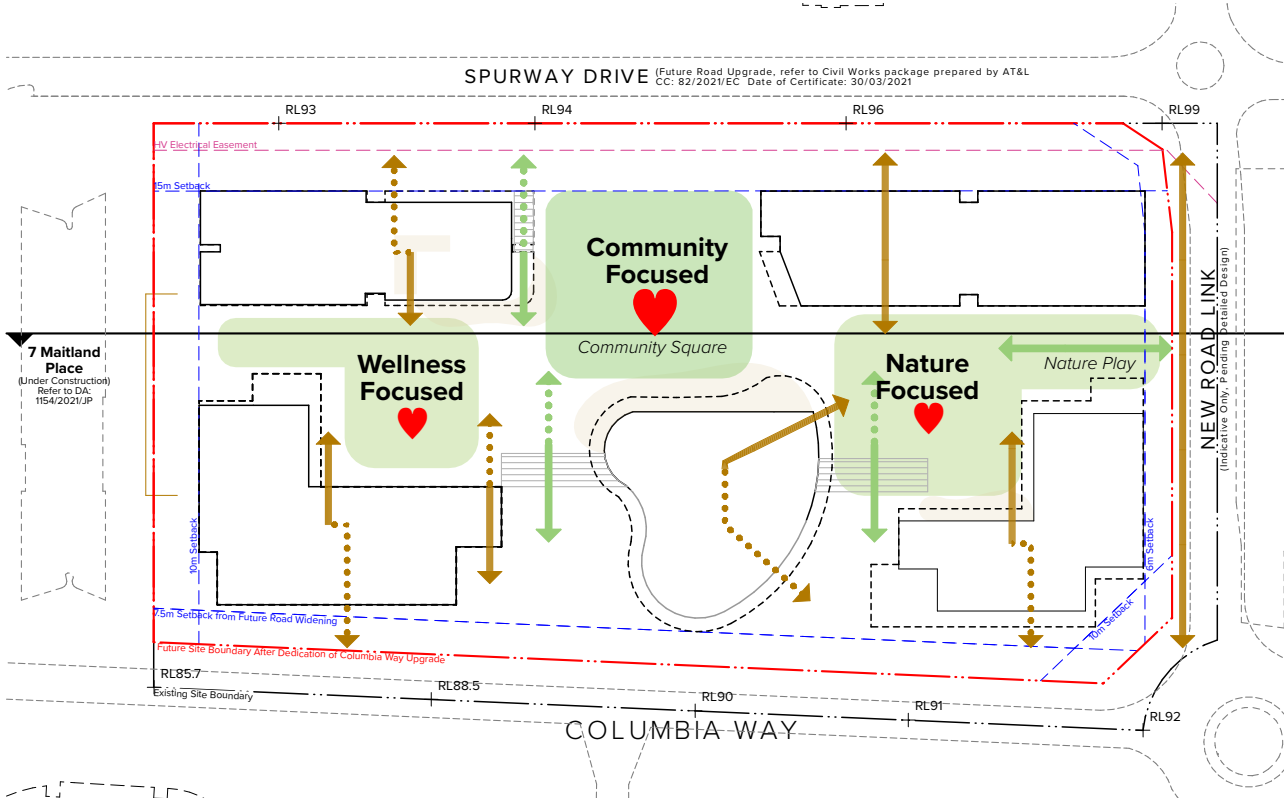 SPURWAY DRIVE (Future Road Upgrade, refer to Civil Works package prepared by AT&L
CC: 82/2021/EC Date of Certificate: 30/03/2021
RL93
RL94
RL96
RL99
HV Electrical Easement
15m Setback
Community
Focused
Community Square
7 Maitland
Place
(Under Construction)
Refer to DA:
1154/2021/JP
Wellness
Focused
Nature
Focused
Nature Play
NEW ROAD LINK
(Indicative Only, Pending Detailed Design)
10m Setback
6m Setback
10m Setback
7.5m Setback from Future Road Widening
Future Site Boundary After Dedication of Columbia Way Upgrade
RL85.7
Existing Site Boundary
RL88.5
RL90
RL91
RL92
COLUMBIA WAY